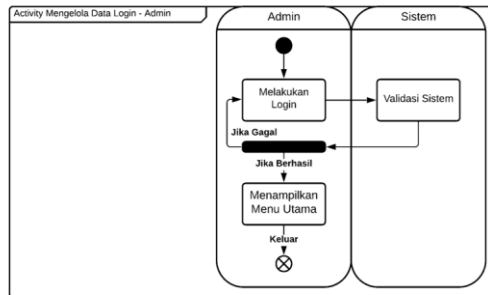 Activity Mengelola Data Login - Admin
Admin
Sistem
Melakukan
Login
Validasi Sistem
Jika Gagal
Jika Berhasil
Menampilkan
Menu Utama
Keluar